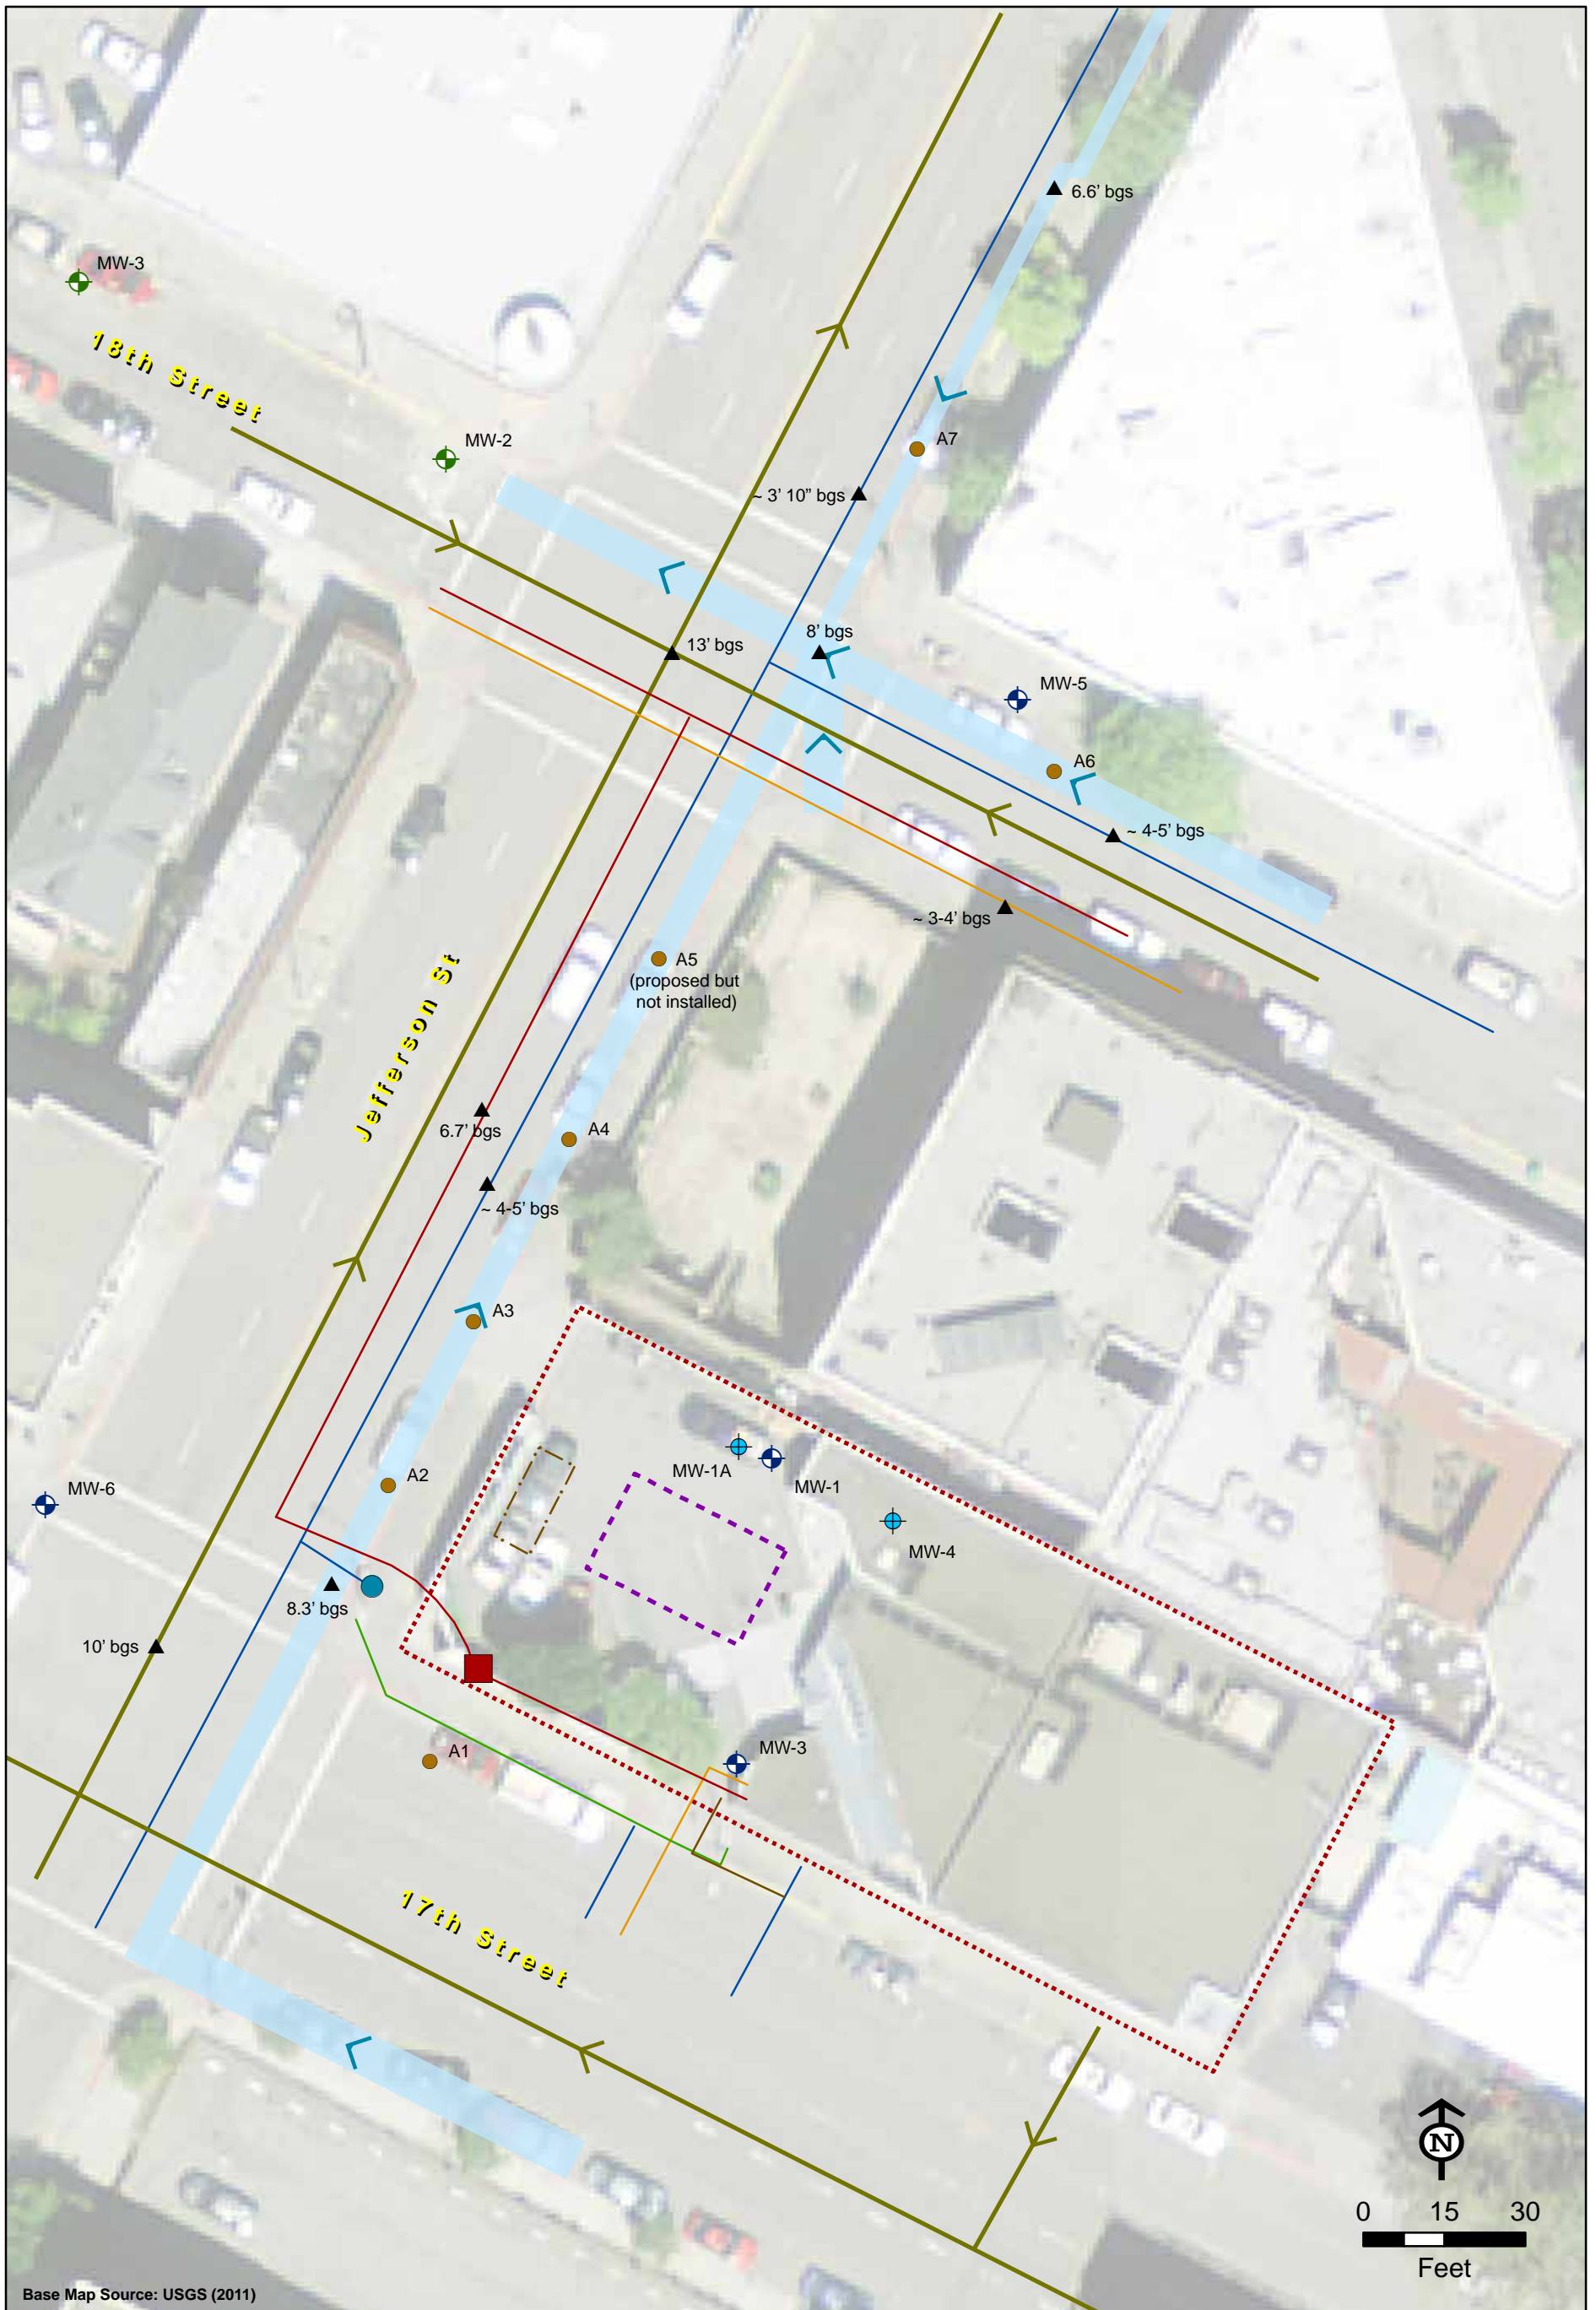 6.6’ bgs
MW-3
18th Street
MW-2
A7
~ 3’ 10” bgs
8’ bgs
13’ bgs
MW-5
A6
~ 4-5’ bgs
~ 3-4’ bgs
A5
(proposed but
not installed)
Jefferson St
6.7’ bgs
A4
~ 4-5’ bgs
A3
MW-1A
MW-1
A2
MW-6
MW-4
8.3’ bgs
10’ bgs
A1
MW-3
17th Street
N
0 15 30
Feet
Base Map Source: USGS (2011)